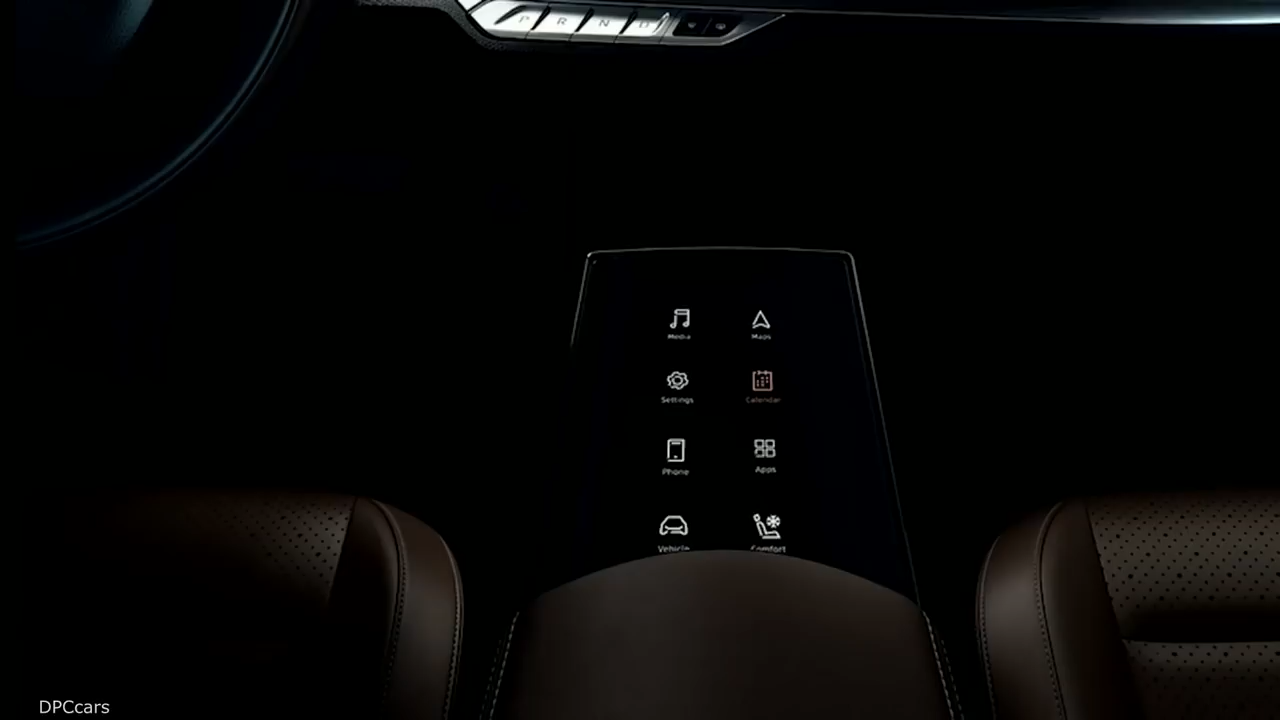 P R N D
Media Maps
Settings Calendar
Phone Apps
Vehicle Comfort
DPCcars